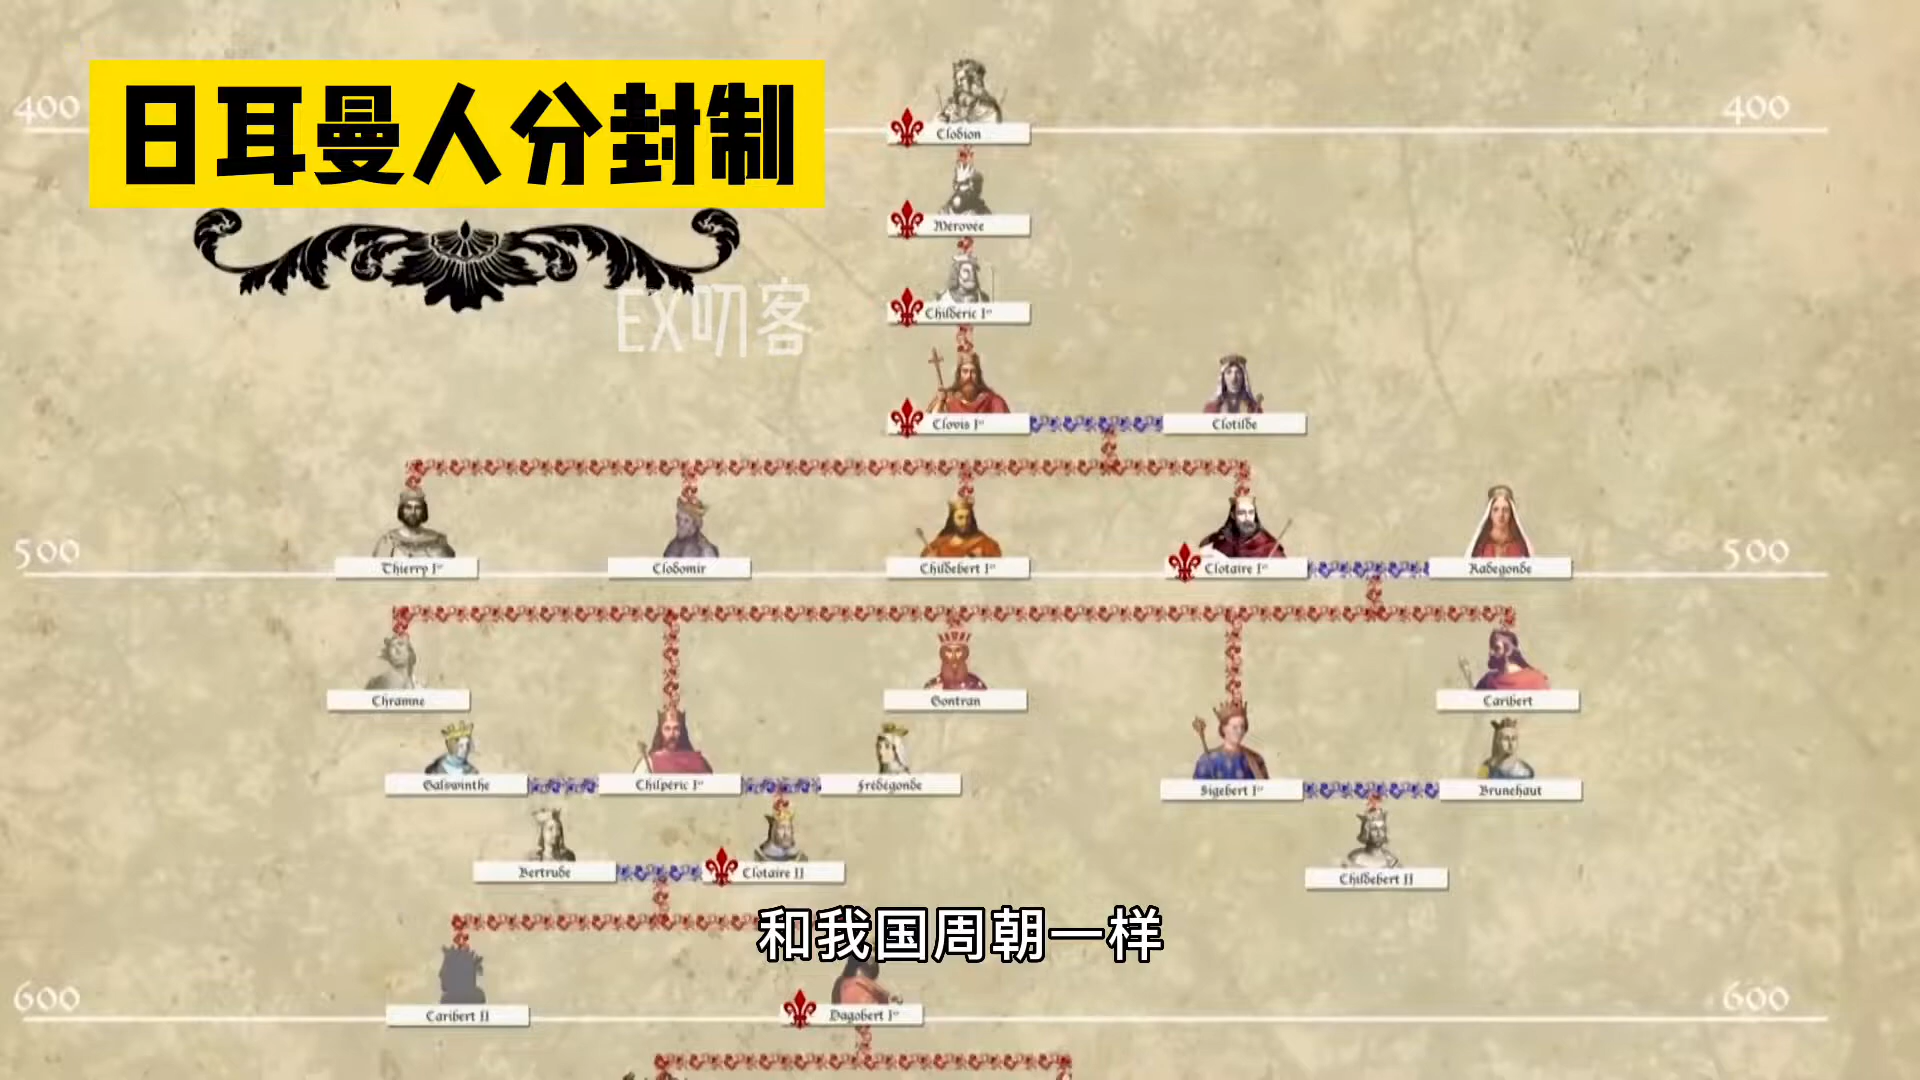 400
日耳曼人分封制
400
Clodion
Merovée
EX叨客
Childeric Iᵉʳ
Clovis Iᵉʳ
Clotilde
500
500
Thierry Iᵉʳ
Clodomir
Childebert Iᵉʳ
Clotaire Iᵉʳ
Radegonde
Chramne
Gontran
Caribert
Galswinthe
Chilperic Iᵉʳ
Frédégonde
Sigebert Iᵉʳ
Brunehaut
Bertrude
Clotaire II
Childebert II
和我国周朝一样
600
600
Caribert II
Dagobert Iᵉʳ